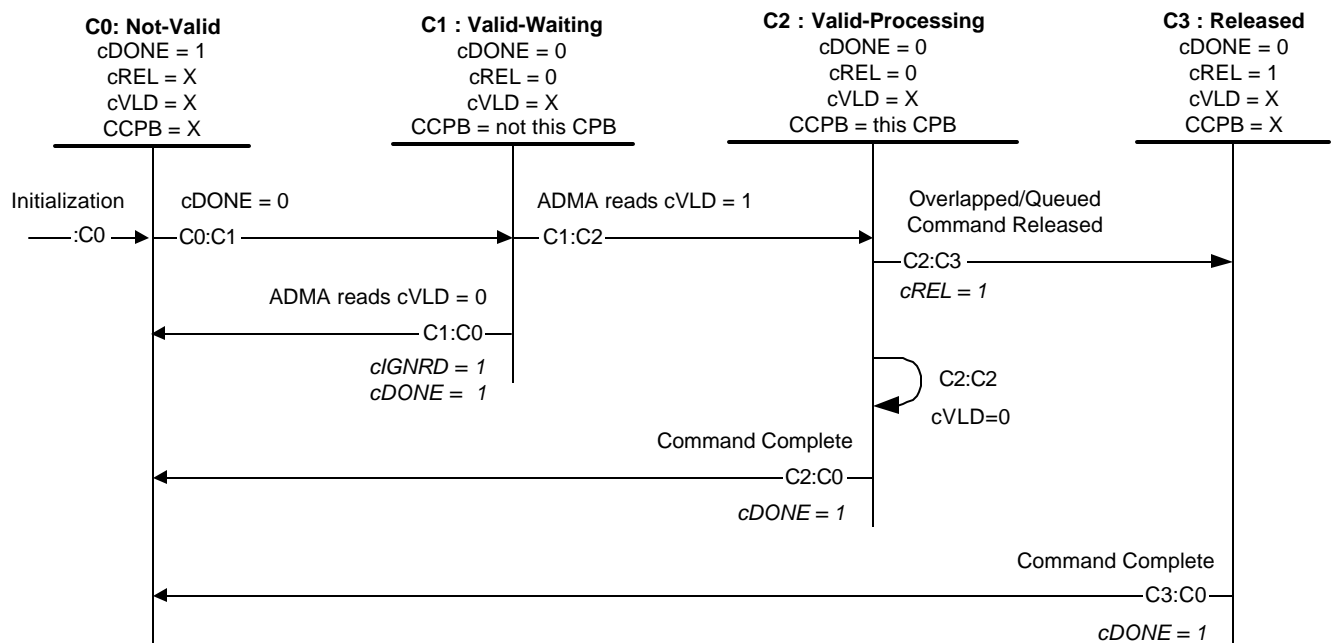 C0: Not-Valid
cDONE = 1
cREL = X
cVLD = X
CCPB = X
C1 : Valid-Waiting
cDONE = 0
cREL = 0
cVLD = X
CCPB = not this CPB
C2 : Valid-Processing
cDONE = 0
cREL = 0
cVLD = X
CCPB = this CPB
C3 : Released
cDONE = 0
cREL = 1
cVLD = X
CCPB = X
Initialization
:C0
cDONE = 0
C0:C1
ADMA reads cVLD = 1
C1:C2
Overlapped/Queued
Command Released
C2:C3
cREL = 1
ADMA reads cVLD = 0
C1:C0
cIGNRD = 1
cDONE = 1
C2:C2
cVLD=0
Command Complete
C2:C0
cDONE = 1
Command Complete
C3:C0
cDONE = 1